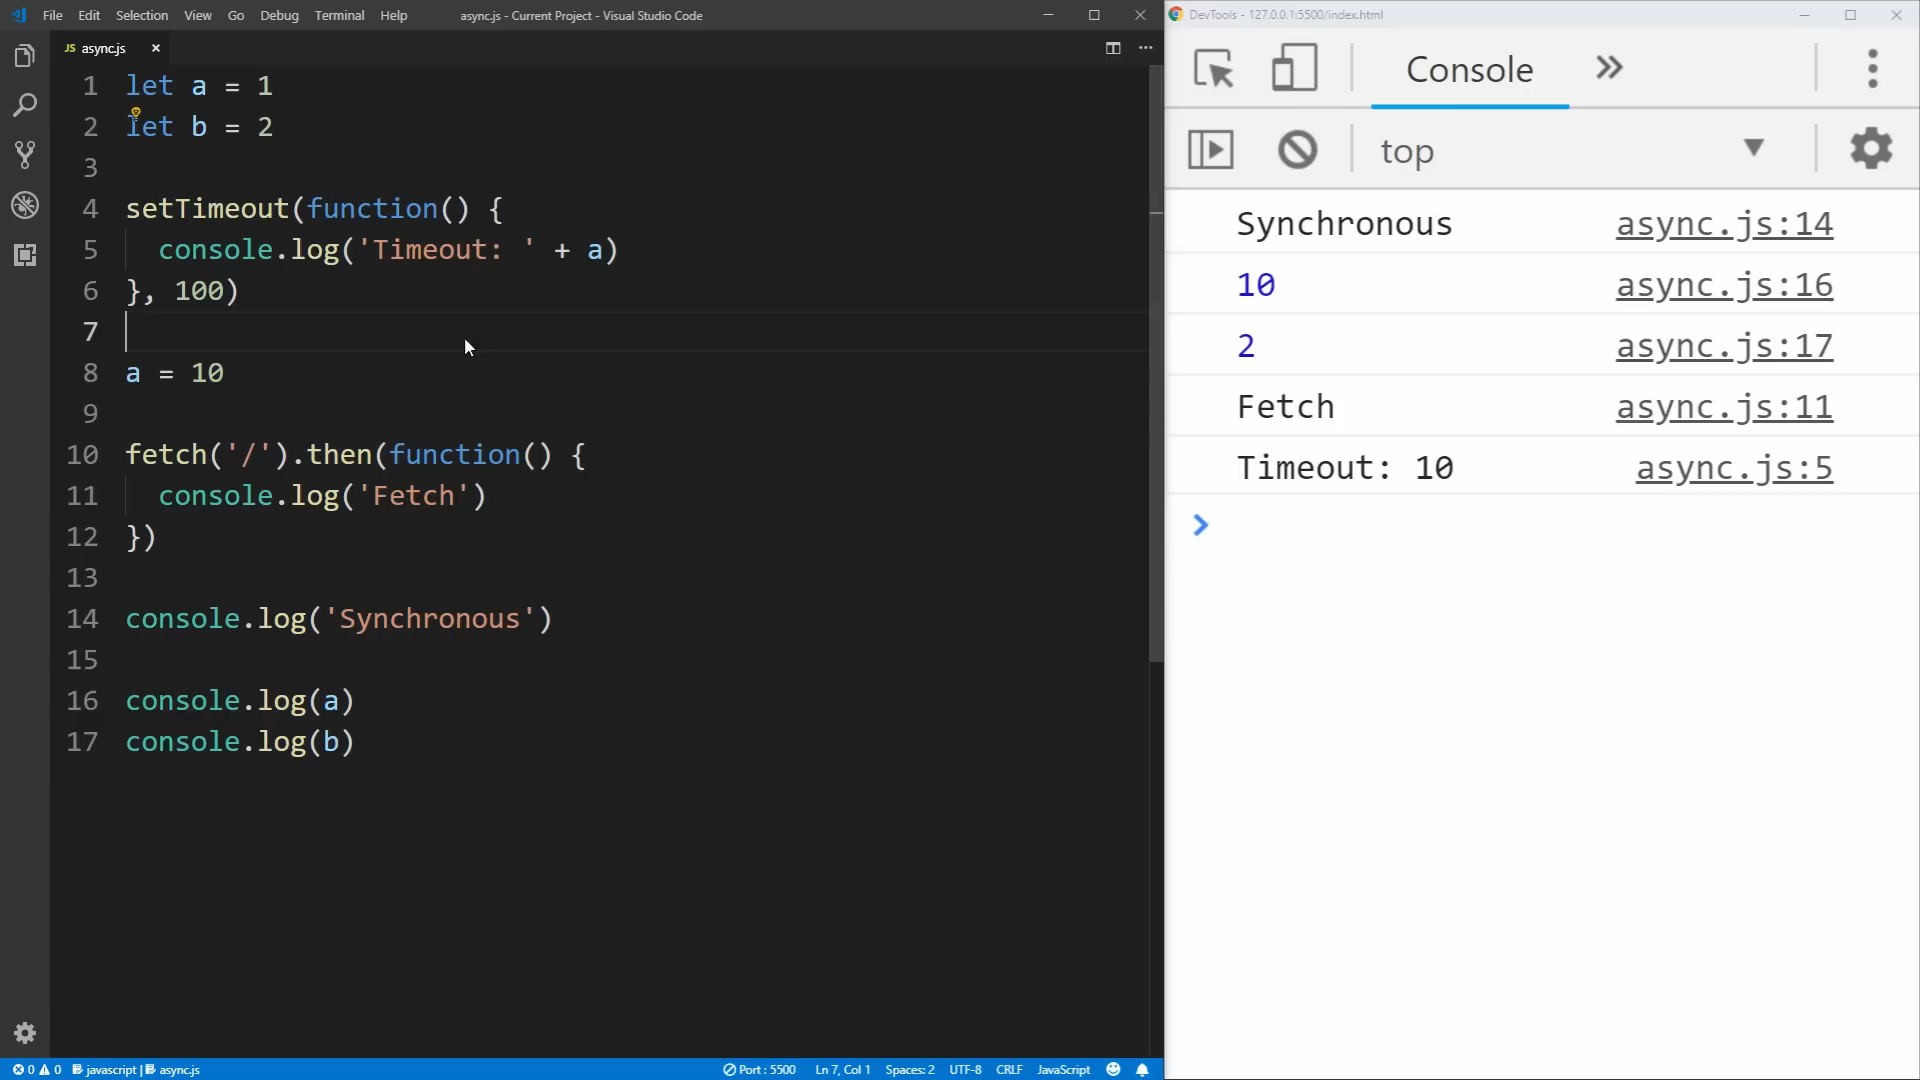 File Edit Selection View Go Debug Terminal Help async.js - Current Project - Visual Studio Code
JS async.js
1 let a = 1
2 let b = 2
3
4 setTimeout(function() {
5   console.log('Timeout: ' + a)
6 }, 100)
7
8 a = 10
9
10 fetch('/').then(function() {
11   console.log('Fetch')
12 })
13
14 console.log('Synchronous')
15
16 console.log(a)
17 console.log(b)
0 0 javascript | async.js Port : 5500 Ln 7, Col 1 Spaces: 2 UTF-8 CRLF JavaScript
DevTools - 127.0.0.1:5500/index.html
Console
top
Synchronous async.js:14
10 async.js:16
2 async.js:17
Fetch async.js:11
Timeout: 10 async.js:5